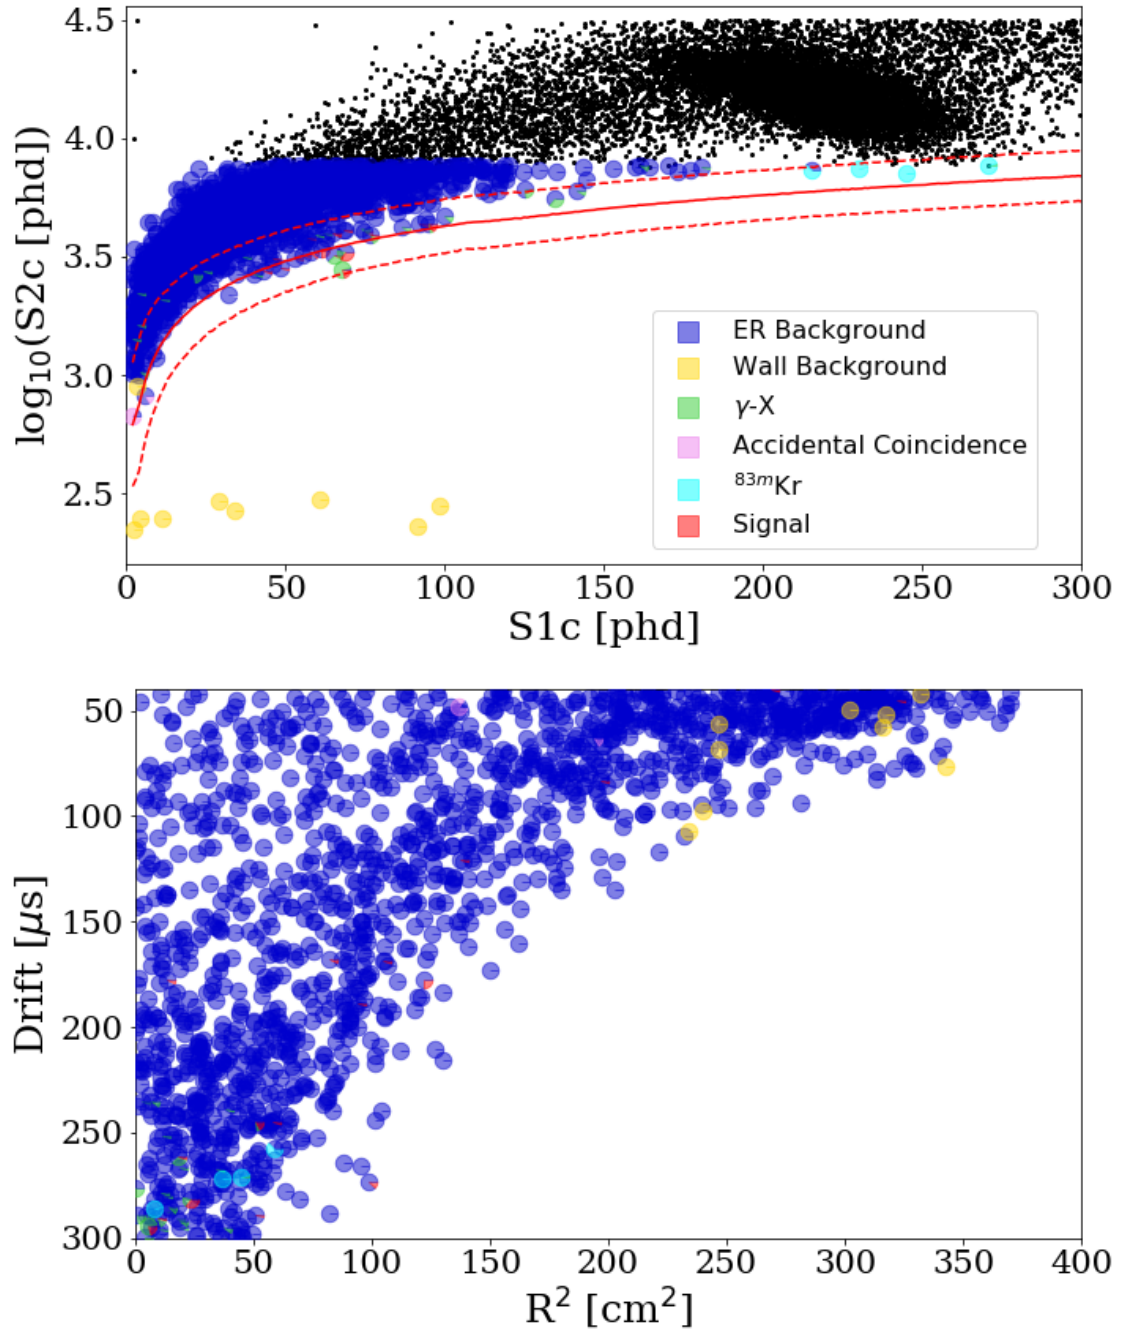 4.5
4.0
3.5
3.0
2.5
log₁₀(S2c [phd])
ER Background
Wall Background
γ-X
Accidental Coincidence
⁸³ᵐKr
Signal
0 50 100 150 200 250 300
S1c [phd]
50
100
150
200
250
300
Drift [μs]
0 50 100 150 200 250 300 350 400
R² [cm²]